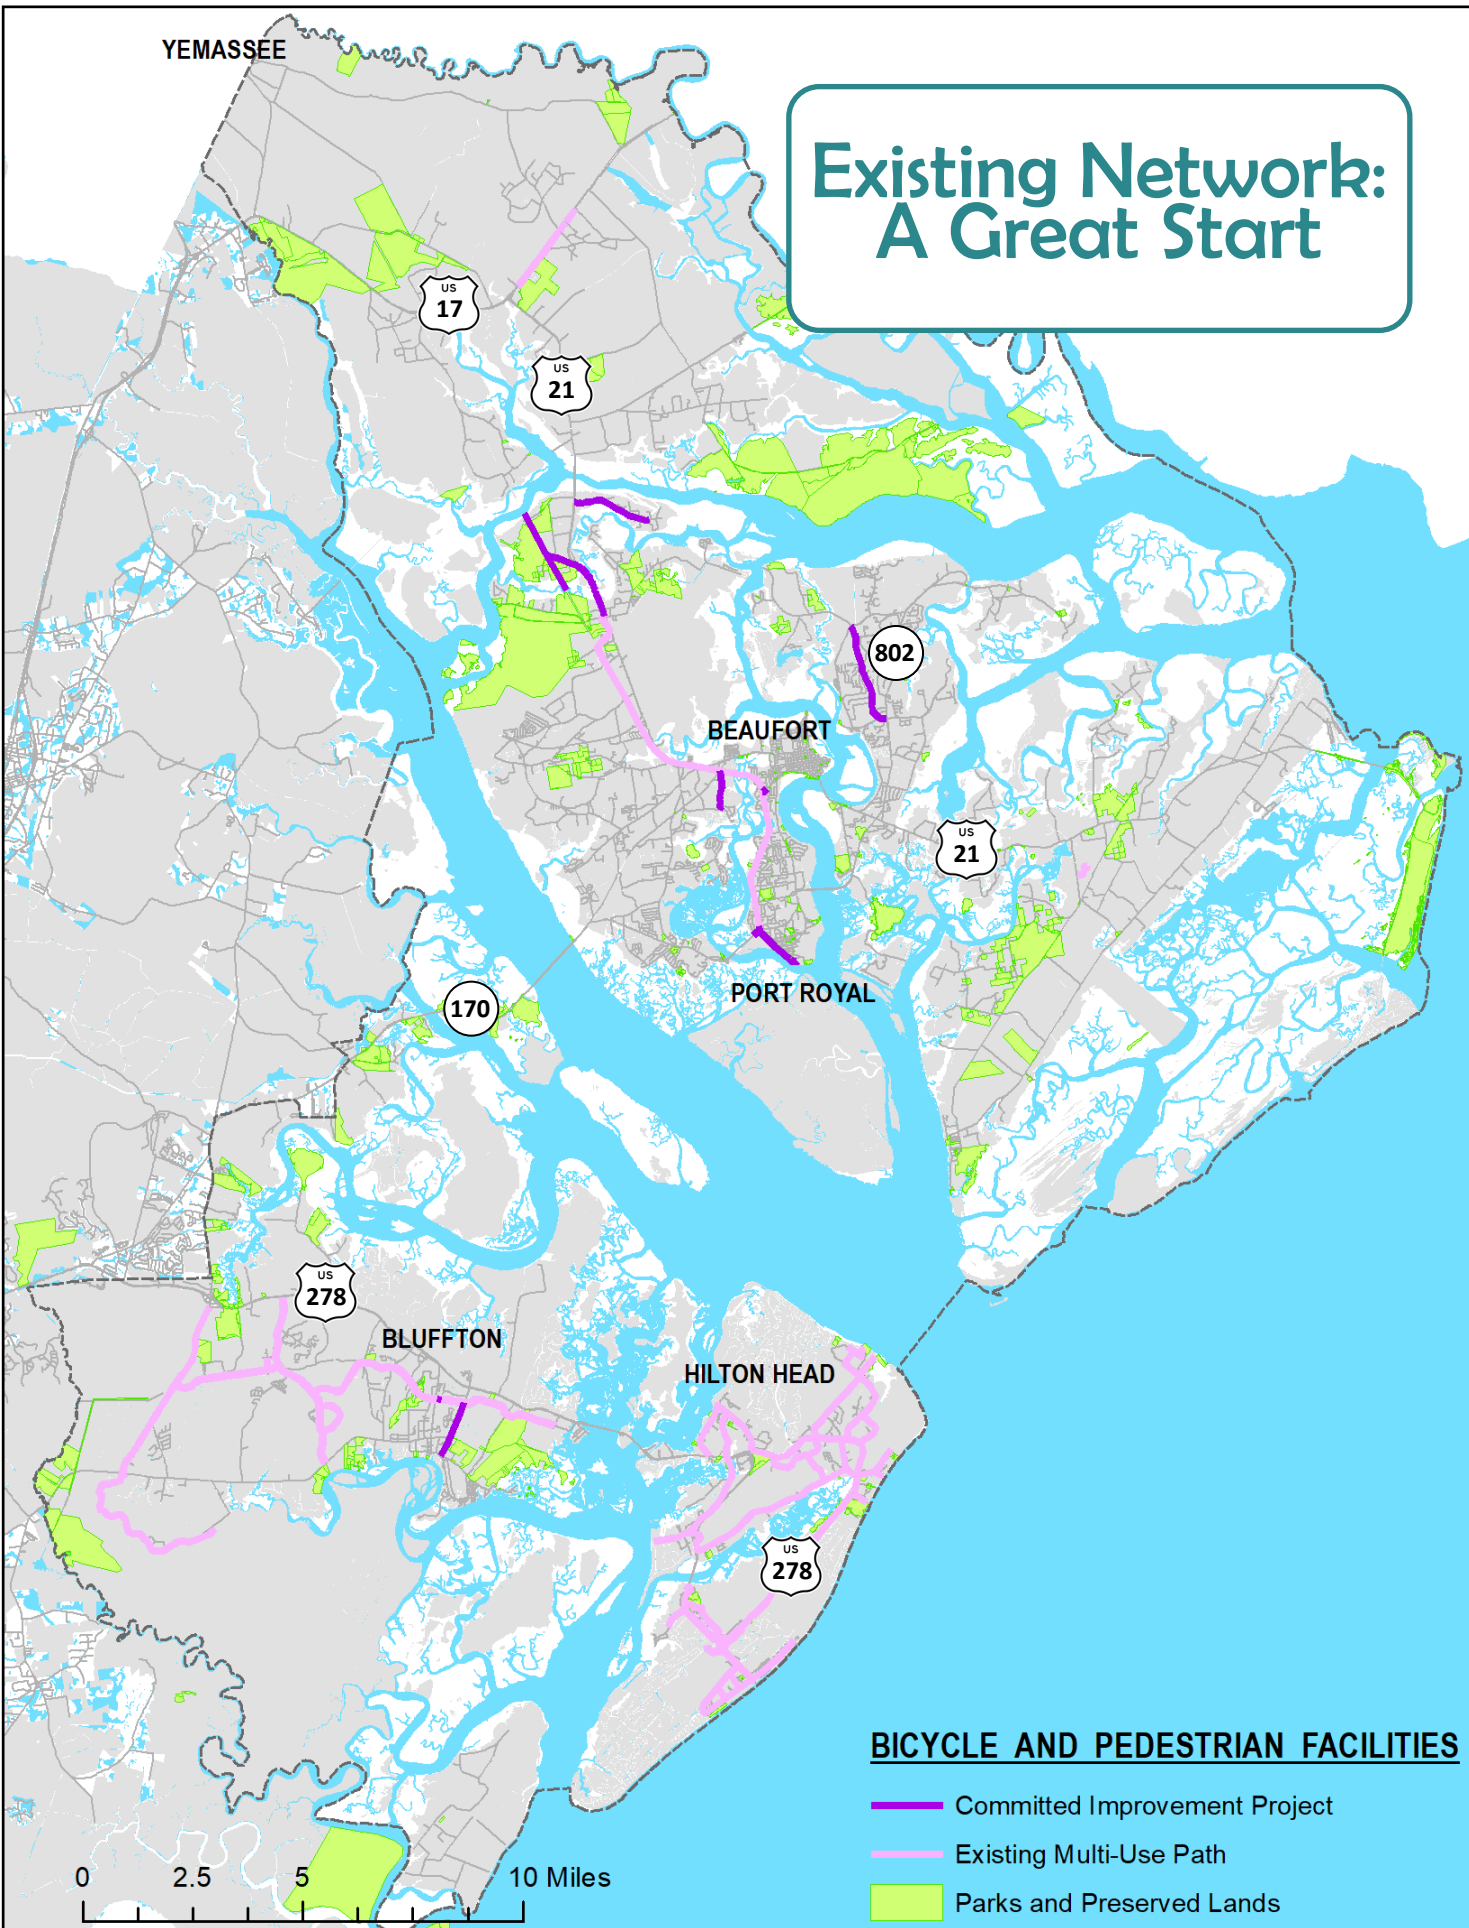 YEMASSEE
Existing Network:
A Great Start
US
17
US
21
802
BEAUFORT
US
21
PORT ROYAL
170
US
278
BLUFFTON
HILTON HEAD
US
278
BICYCLE AND PEDESTRIAN FACILITIES
Committed Improvement Project
Existing Multi-Use Path
Parks and Preserved Lands
0 2.5 5 10 Miles